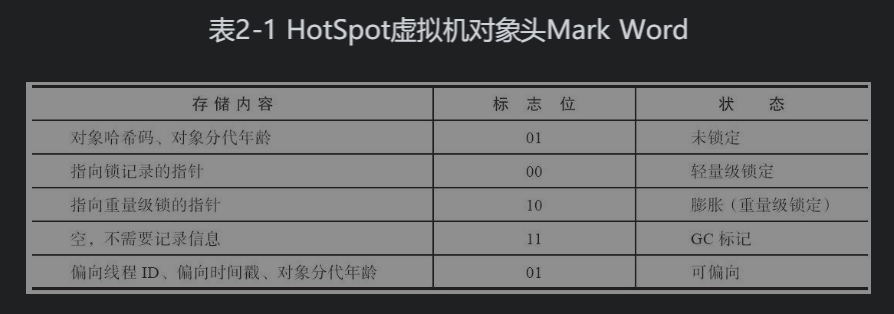 表2-1 HotSpot虚拟机对象头Mark Word
存储内容 标志位 状态
对象哈希码、对象分代年龄 01 未锁定
指向锁记录的指针 00 轻量级锁定
指向重量级锁的指针 10 膨胀（重量级锁定）
空，不需要记录信息 11 GC 标记
偏向线程 ID、偏向时间戳、对象分代年龄 01 可偏向